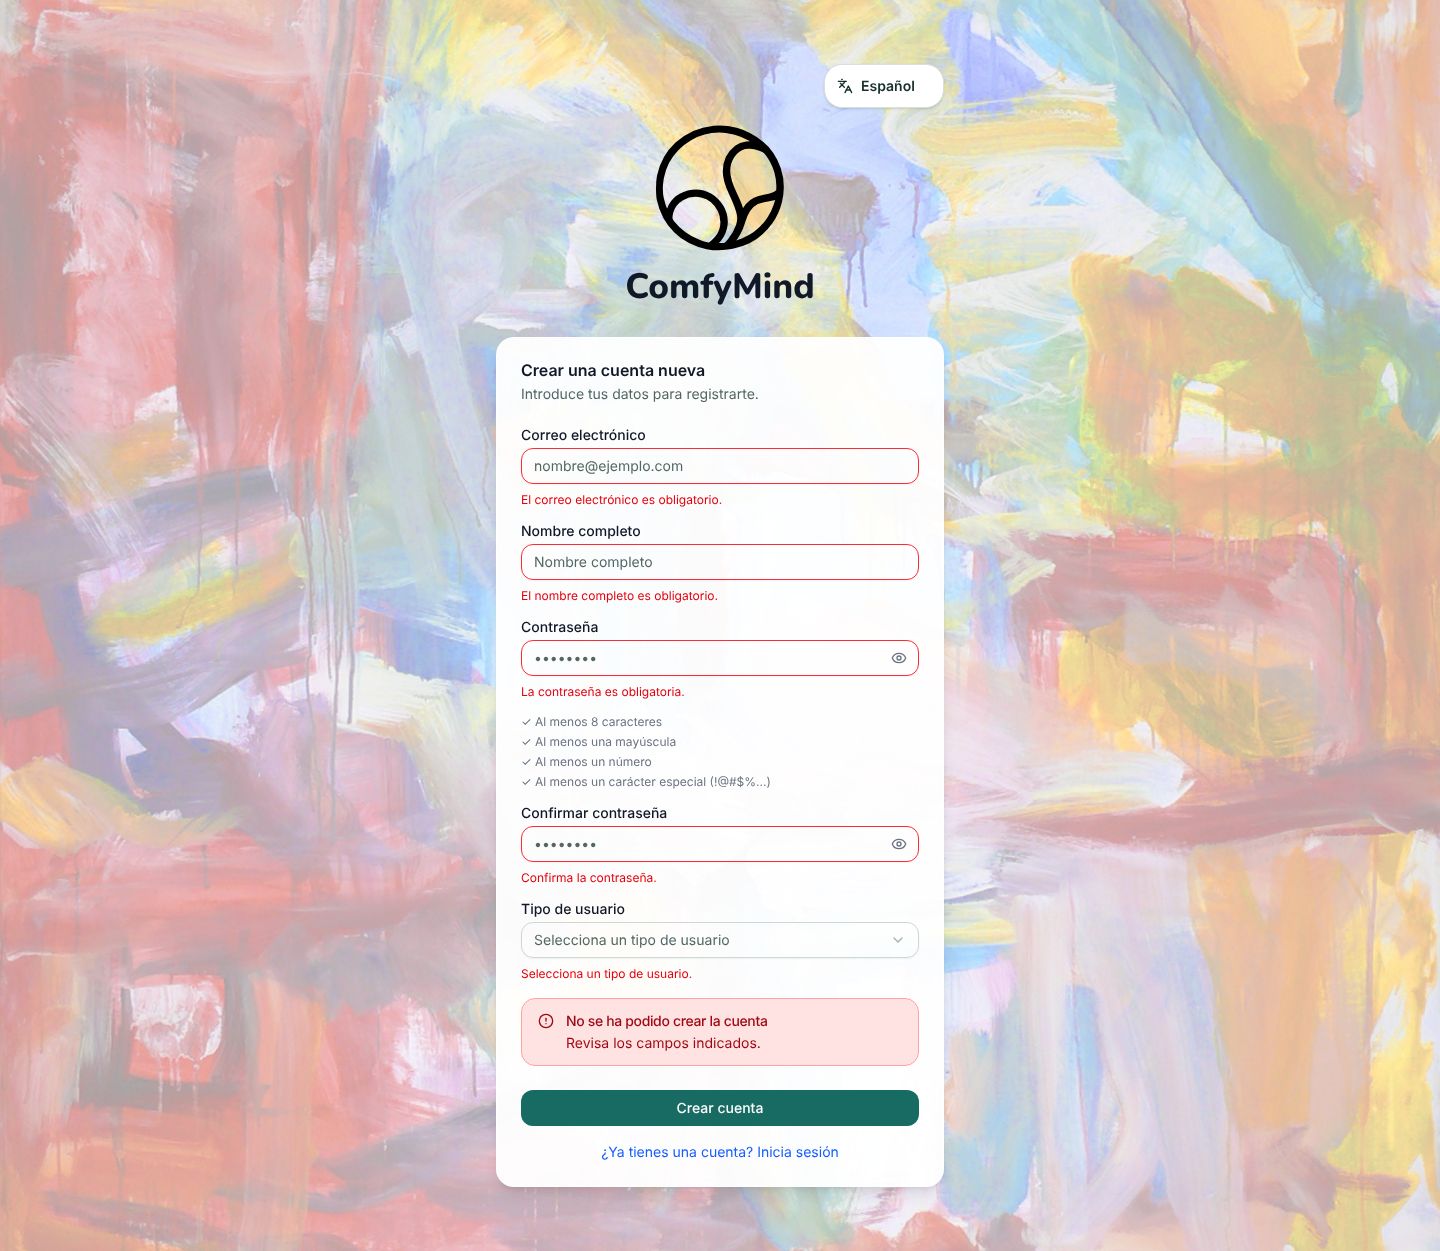 Español
ComfyMind
Crear una cuenta nueva
Introduce tus datos para registrarte.
Correo electrónico
nombre@ejemplo.com
El correo electrónico es obligatorio.
Nombre completo
Nombre completo
El nombre completo es obligatorio.
Contraseña
••••••••
La contraseña es obligatoria.
✓ Al menos 8 caracteres
✓ Al menos una mayúscula
✓ Al menos un número
✓ Al menos un carácter especial (!@#$%...)
Confirmar contraseña
••••••••
Confirma la contraseña.
Tipo de usuario
Selecciona un tipo de usuario
Selecciona un tipo de usuario.
No se ha podido crear la cuenta
Revisa los campos indicados.
Crear cuenta
¿Ya tienes una cuenta? Inicia sesión